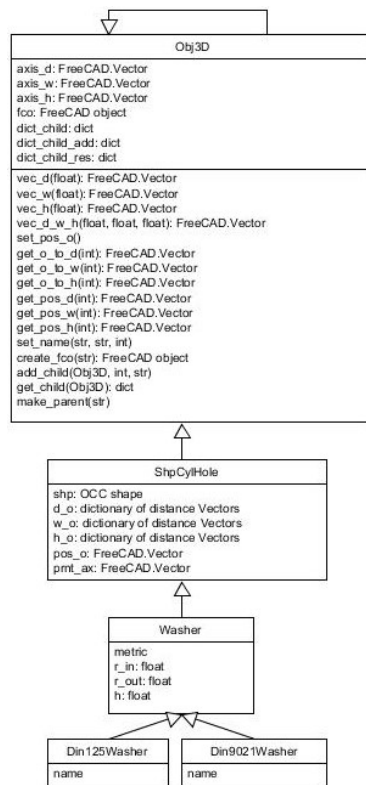 Obj3D
axis_d: FreeCAD.Vector
axis_w: FreeCAD.Vector
axis_h: FreeCAD.Vector
fco: FreeCAD object
dict_child: dict
dict_child_add: dict
dict_child_res: dict
vec_d(float): FreeCAD.Vector
vec_w(float): FreeCAD.Vector
vec_h(float): FreeCAD.Vector
vec_d_w_h(float, float, float): FreeCAD.Vector
set_pos_o()
get_o_to_d(int): FreeCAD.Vector
get_o_to_w(int): FreeCAD.Vector
get_o_to_h(int): FreeCAD.Vector
get_pos_d(int): FreeCAD.Vector
get_pos_w(int): FreeCAD.Vector
get_pos_h(int): FreeCAD.Vector
set_name(str, str, int)
create_fco(str): FreeCAD object
add_child(Obj3D, int, str)
get_child(Obj3D): dict
make_parent(str)
ShpCylHole
shp: OCC shape
d_o: dictionary of distance Vectors
w_o: dictionary of distance Vectors
h_o: dictionary of distance Vectors
pos_o: FreeCAD.Vector
prnt_ax: FreeCAD.Vector
Washer
metric
r_in: float
r_out: float
h: float
Din125Washer
name
Din9021Washer
name